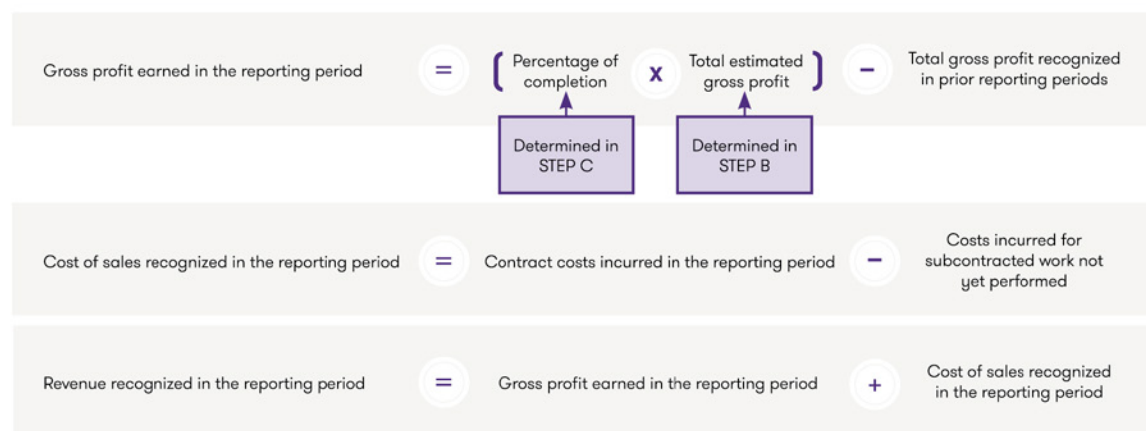 Gross profit earned in the reporting period
=
( Percentage of
completion
x
Total estimated
gross profit )
–
Total gross profit recognized
in prior reporting periods
Determined in
STEP C
Determined in
STEP B
Cost of sales recognized in the reporting period
=
Contract costs incurred in the reporting period
–
Costs incurred for
subcontracted work not
yet performed
Revenue recognized in the reporting period
=
Gross profit earned in the reporting period
+
Cost of sales recognized
in the reporting period